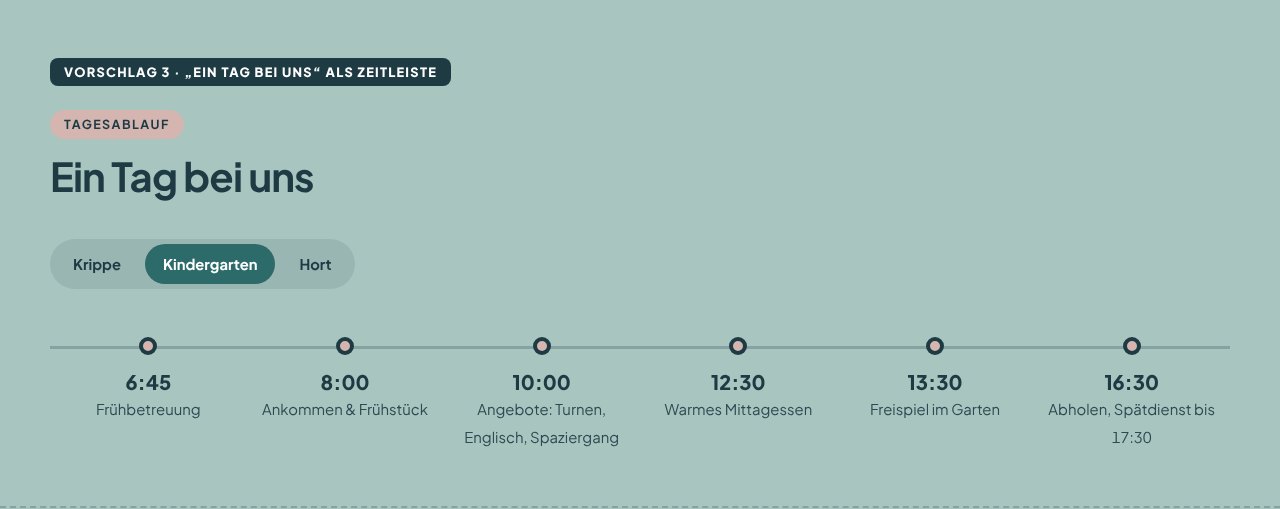 VORSCHLAG 3 · „EIN TAG BEI UNS“ ALS ZEITLEISTE
TAGESABLAUF
Ein Tag bei uns
Krippe
Kindergarten
Hort
6:45
Frühbetreuung
8:00
Ankommen & Frühstück
10:00
Angebote: Turnen,
Englisch, Spaziergang
12:30
Warmes Mittagessen
13:30
Freispiel im Garten
16:30
Abholen, Spätdienst bis
17:30